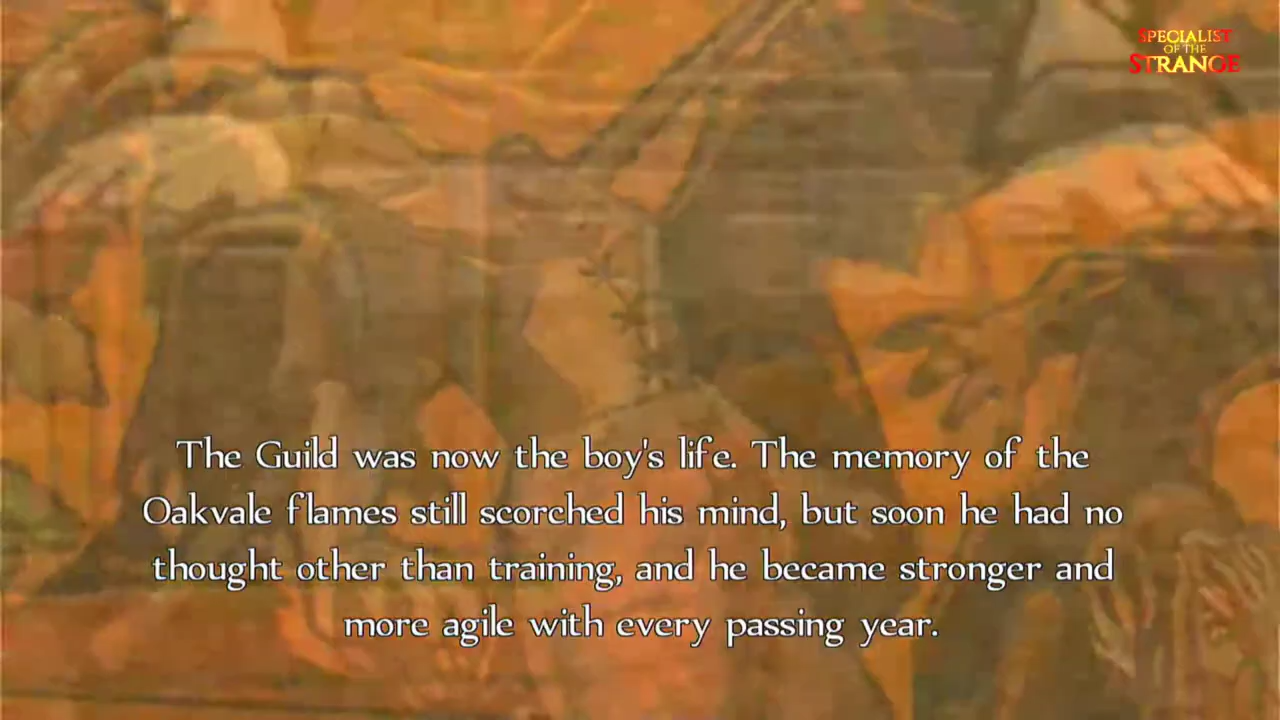 SPECIALIST
OF THE
STRANGE
The Guild was now the boy's life. The memory of the
Oakvale flames still scorched his mind, but soon he had no
thought other than training, and he became stronger and
more agile with every passing year.